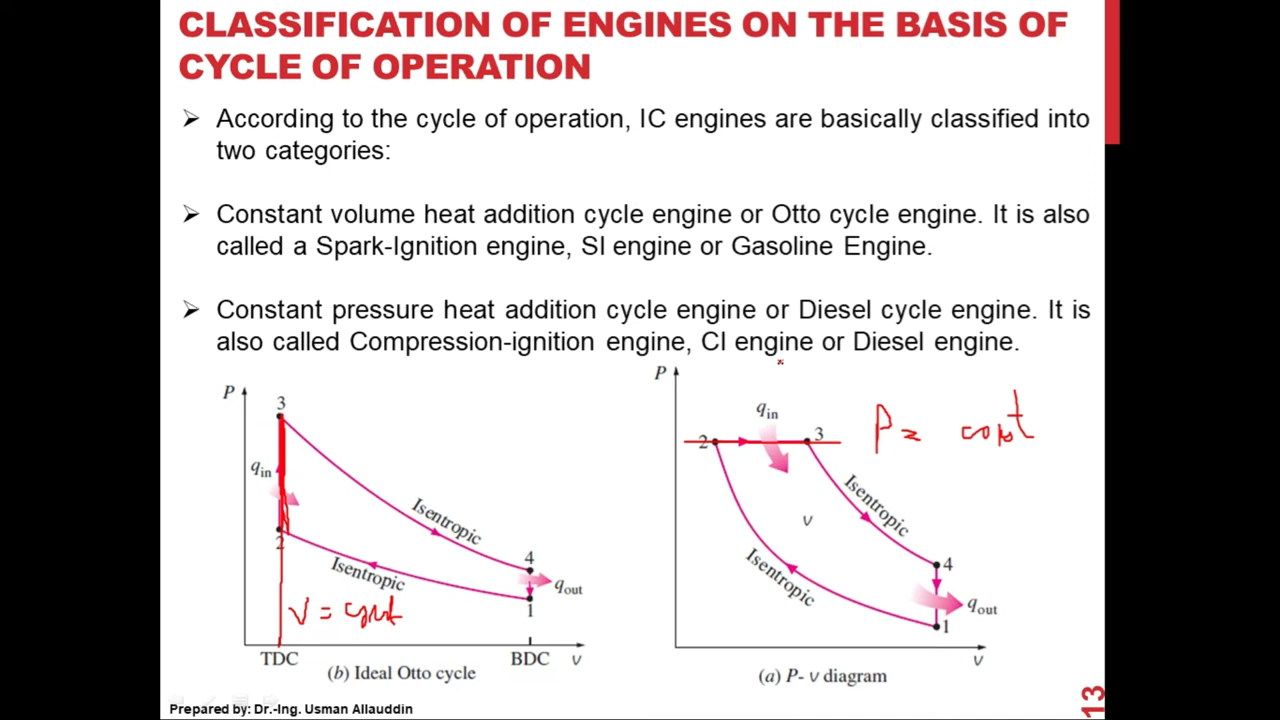 CLASSIFICATION OF ENGINES ON THE BASIS OF
CYCLE OF OPERATION
➢ According to the cycle of operation, IC engines are basically classified into
two categories:
➢ Constant volume heat addition cycle engine or Otto cycle engine. It is also
called a Spark-Ignition engine, SI engine or Gasoline Engine.
➢ Constant pressure heat addition cycle engine or Diesel cycle engine. It is
also called Compression-ignition engine, CI engine or Diesel engine.
P
3
q in
2
Isentropic
Isentropic
4
q out
1
V = const
TDC
BDC
v
(b) Ideal Otto cycle
P
q in
2
3
P = const
Isentropic
v
Isentropic
4
q out
1
v
(a) P- v diagram
Prepared by: Dr.-Ing. Usman Allauddin
13